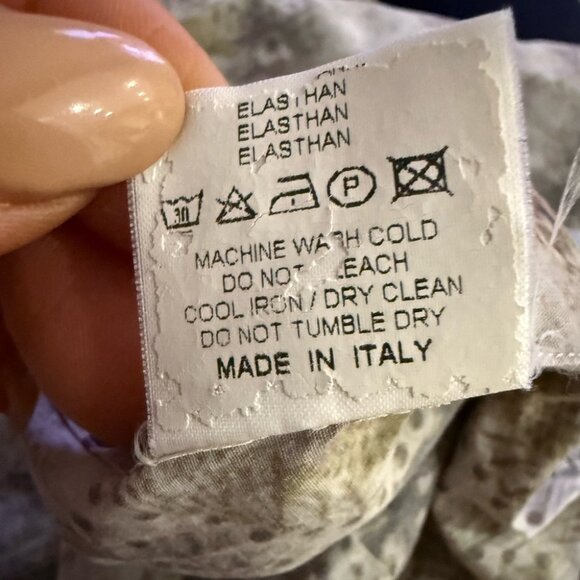 ELASTHAN
ELASTHAN
ELASTHAN
30 P
MACHINE WASH COLD
DO NOT BLEACH
COOL IRON / DRY CLEAN
DO NOT TUMBLE DRY
MADE IN ITALY